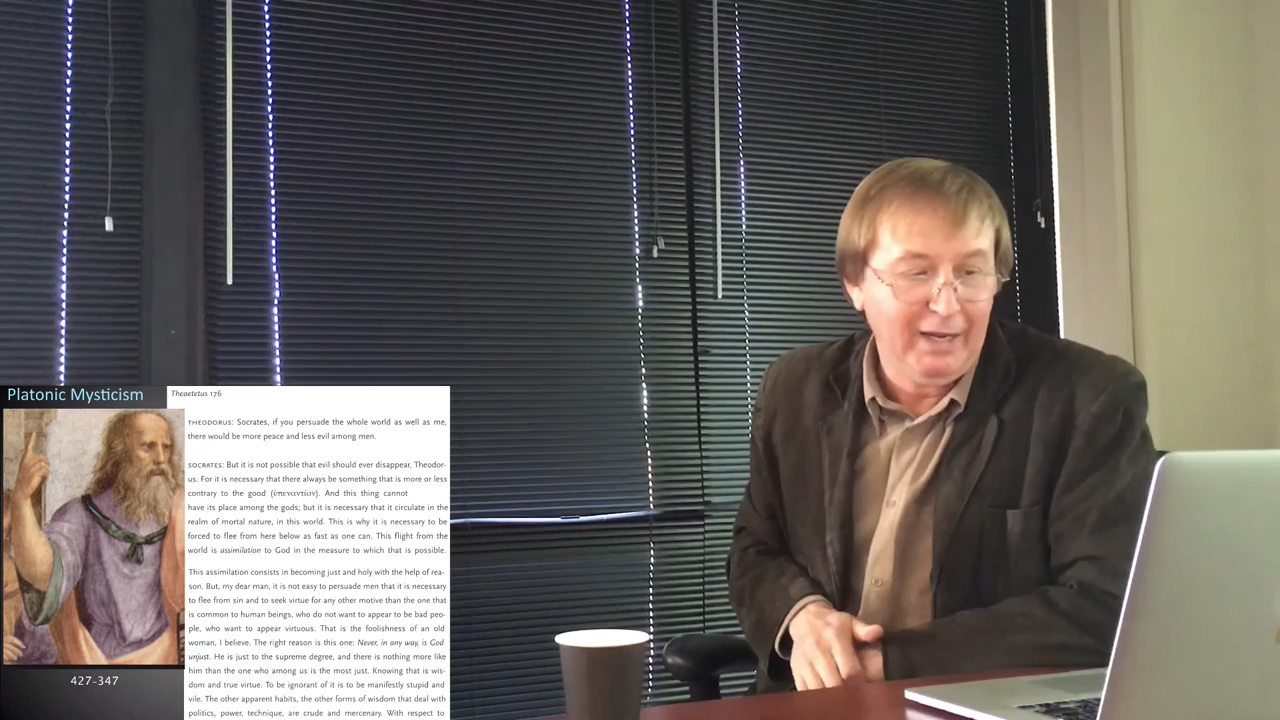 Platonic Mysticism
427-347
Theaetetus 176
THEODORUS: Socrates, if you persuade the whole world as well as me,
there would be more peace and less evil among men.
SOCRATES: But it is not possible that evil should ever disappear, Theodor-
us. For it is necessary that there always be something that is more or less
contrary to the good (ὑπεναντίον). And this thing cannot
have its place among the gods; but it is necessary that it circulate in the
realm of mortal nature, in this world. This is why it is necessary to be
forced to flee from here below as fast as one can. This flight from the
world is assimilation to God in the measure to which that is possible.
This assimilation consists in becoming just and holy with the help of rea-
son. But, my dear man, it is not easy to persuade men that it is necessary
to flee from sin and to seek virtue for any other motive than the one that
is common to human beings, who do not want to appear to be bad peo-
ple, who want to appear virtuous. That is the foolishness of an old
woman, I believe. The right reason is this one: Never, in any way, is God
unjust. He is just to the supreme degree, and there is nothing more like
him than the one who among us is the most just. Knowing that is wis-
dom and true virtue. To be ignorant of it is to be manifestly stupid and
vile. The other apparent habits, the other forms of wisdom that deal with
politics, power, technique, are crude and mercenary. With respect to